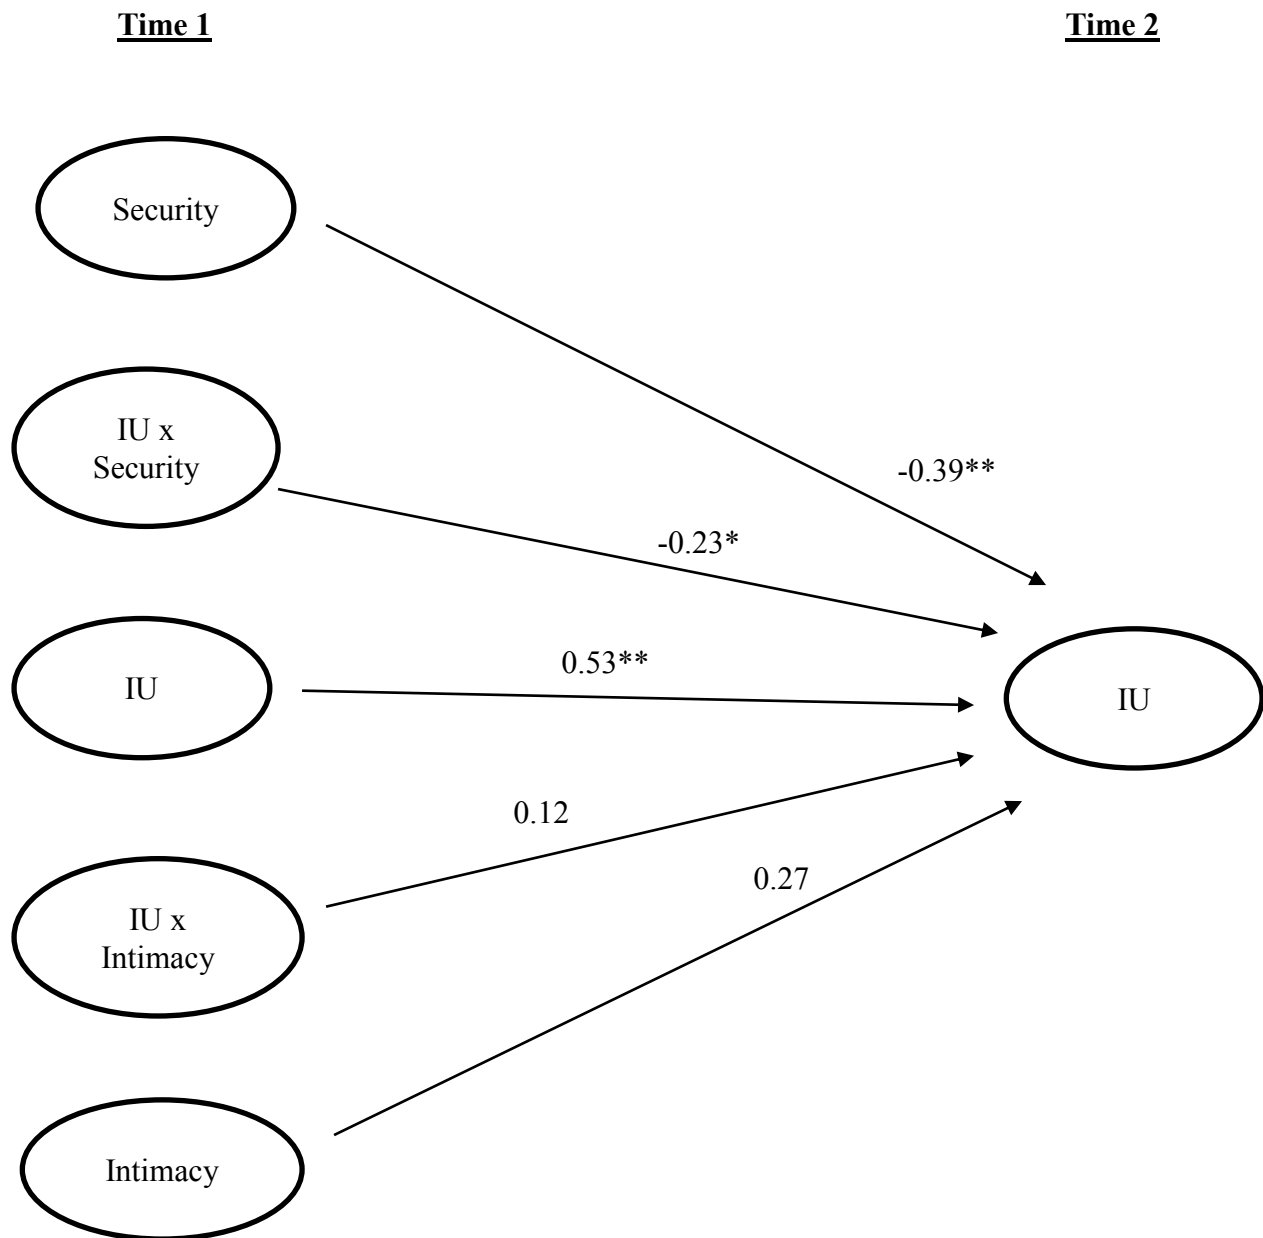 Time 1
Time 2
Security
IU x
Security
-0.39**
-0.23*
IU
0.53**
IU
0.12
IU x
Intimacy
0.27
Intimacy